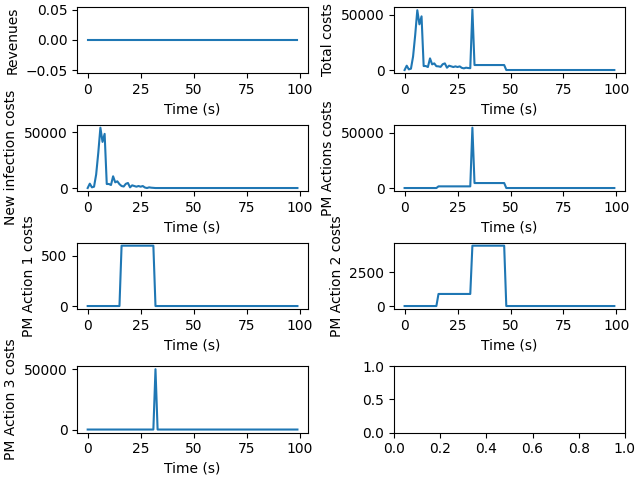 Revenues
0.05
0.00
−0.05
0 25 50 75 100
Time (s)
Total costs
50000
0
0 25 50 75 100
Time (s)
New infection costs
50000
0
0 25 50 75 100
Time (s)
PM Actions costs
50000
0
0 25 50 75 100
Time (s)
PM Action 1 costs
500
0
0 25 50 75 100
Time (s)
PM Action 2 costs
2500
0
0 25 50 75 100
Time (s)
PM Action 3 costs
50000
0
0 25 50 75 100
Time (s)
1.0
0.5
0.0
0.0 0.2 0.4 0.6 0.8 1.0